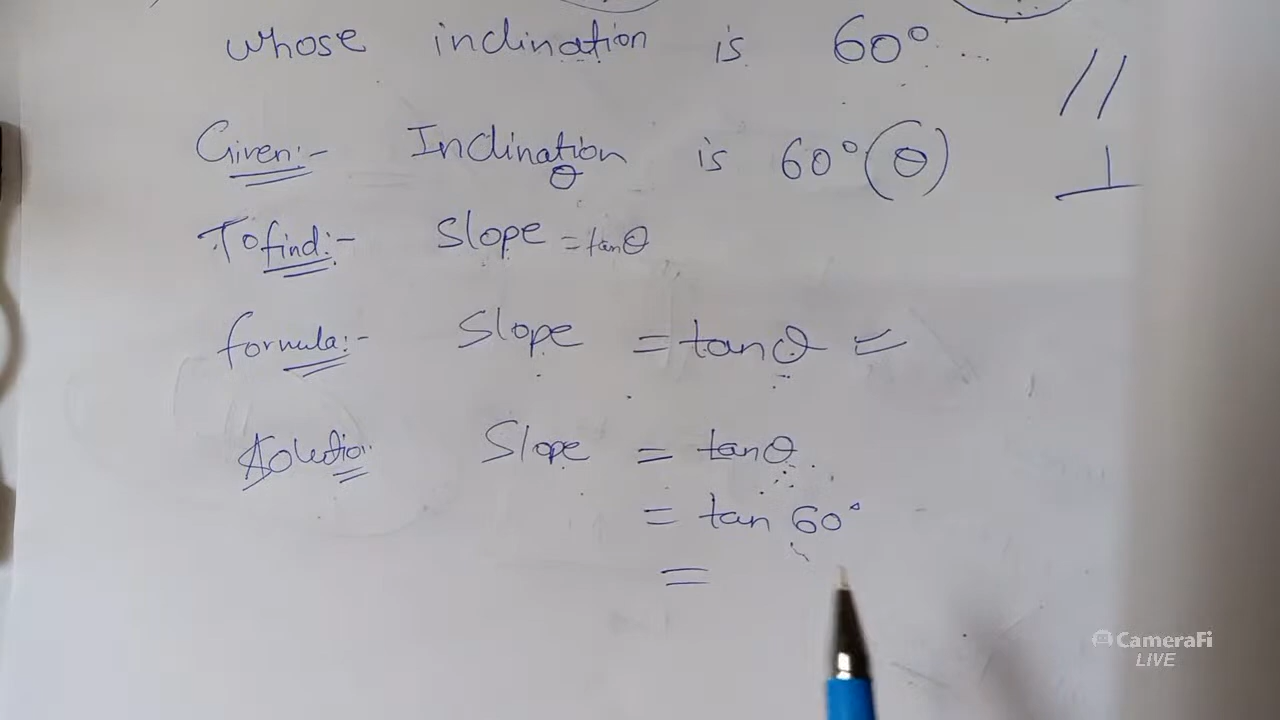 whose inclination is 60° ...
Given:- Inclination is 60° (θ)
θ
To find:- Slope = tanθ
formula:- Slope = tanθ =
Solution Slope = tanθ
= tan 60°
=
//
⊥
CameraFi
LIVE